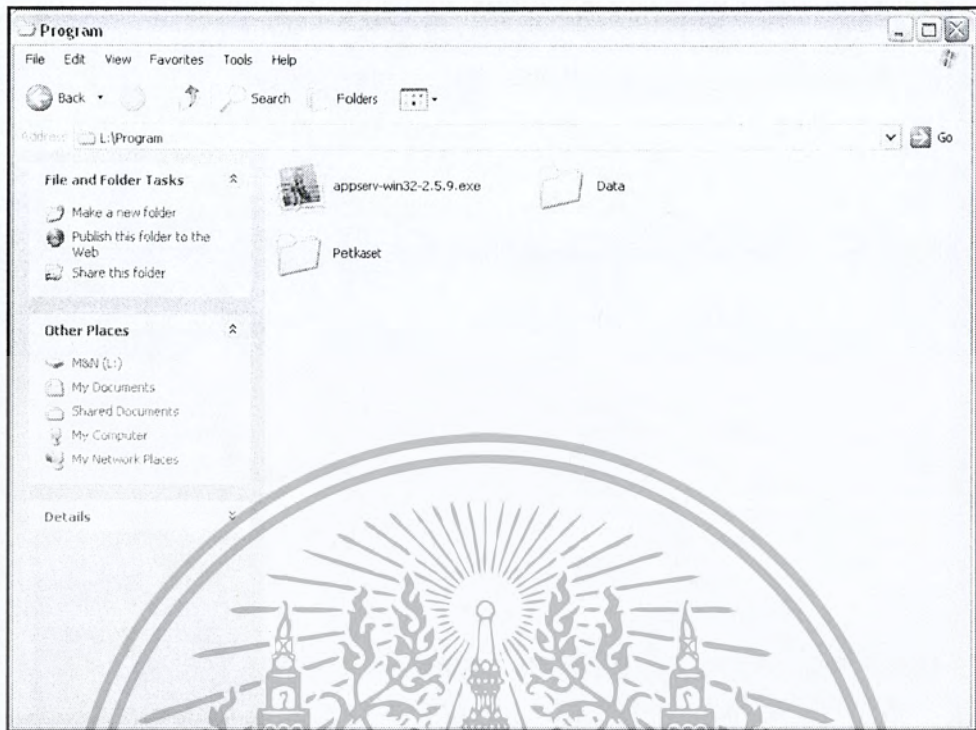 Program
File Edit View Favorites Tools Help
Back Search Folders
Address L:\Program Go
File and Folder Tasks
Make a new folder
Publish this folder to the
Web
Share this folder
Other Places
M&N (L:)
My Documents
Shared Documents
My Computer
My Network Places
Details
appserv-win32-2.5.9.exe
Data
Petkaset